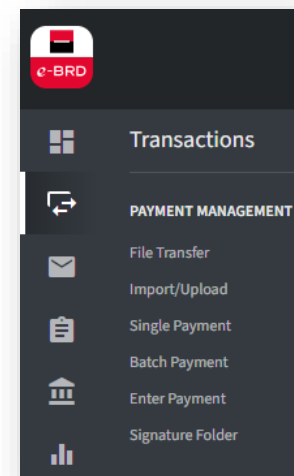 e-BRD
Transactions
PAYMENT MANAGEMENT
File Transfer
Import/Upload
Single Payment
Batch Payment
Enter Payment
Signature Folder